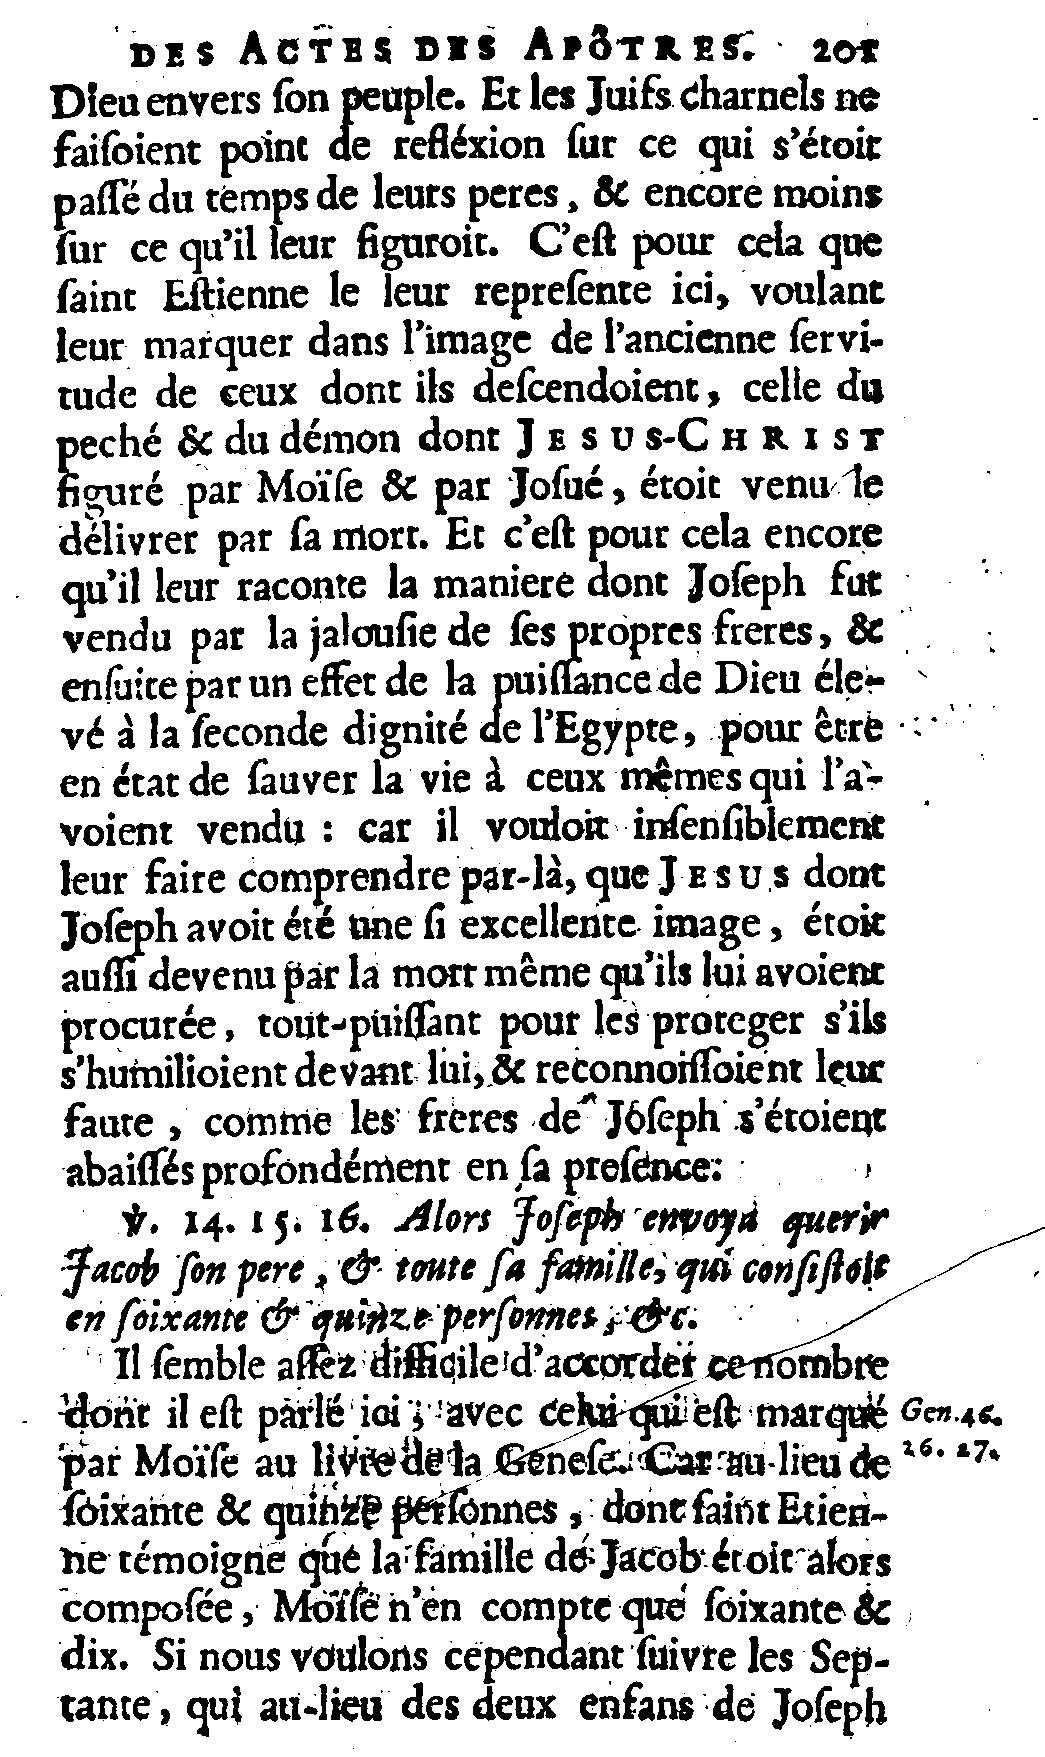 DES ACTES DES APÔTRES. 201
Dieu envers ſon peuple. Et les Juifs charnels ne
faiſoient point de refléxion ſur ce qui s'étoit
paſſé du temps de leurs peres, & encore moins
ſur ce qu'il leur figuroit. C'eſt pour cela que
ſaint Eſtienne le leur repreſente ici, voulant
leur marquer dans l'image de l'ancienne ſervi-
tude de ceux dont ils deſcendoient, celle du
peché & du démon dont JESUS-CHRIST
figuré par Moïſe & par Joſué, étoit venu le
délivrer par ſa mort. Et c'eſt pour cela encore
qu'il leur raconte la maniere dont Joſeph fut
vendu par la jalouſie de ſes propres freres, &
enſuite par un effet de la puiſſance de Dieu éle-
vé à la ſeconde dignité de l'Egypte, pour être
en état de ſauver la vie à ceux mêmes qui l'a-
voient vendu : car il vouloit inſenſiblement
leur faire comprendre par-là, que JESUS dont
Joſeph avoit été une ſi excellente image, étoit
auſſi devenu par la mort même qu'ils lui avoient
procurée, tout-puiſſant pour les proteger s'ils
s'humilioient devant lui, & reconnoiſſoient leur
faute, comme les freres de Joſeph s'étoient
abaiſſés profondément en ſa preſence.
℣. 14. 15. 16. Alors Joſeph envoya querir
Jacob ſon pere, & toute ſa famille, qui conſiſtoit
en ſoixante & quinze perſonnes, &c.
Il ſemble aſſez difficile d'accorder ce nombre
dont il eſt parlé ici, avec celui qui eſt marqué
Gen. 46.
par Moïſe au livre de la Geneſe. Car au-lieu de
26. 27.
ſoixante & quinze perſonnes, dont ſaint Etien-
ne témoigne que la famille de Jacob étoit alors
compoſée, Moïſe n'en compte que ſoixante &
dix. Si nous voulons cependant ſuivre les Sep-
tante, qui au-lieu des deux enfans de Joſeph